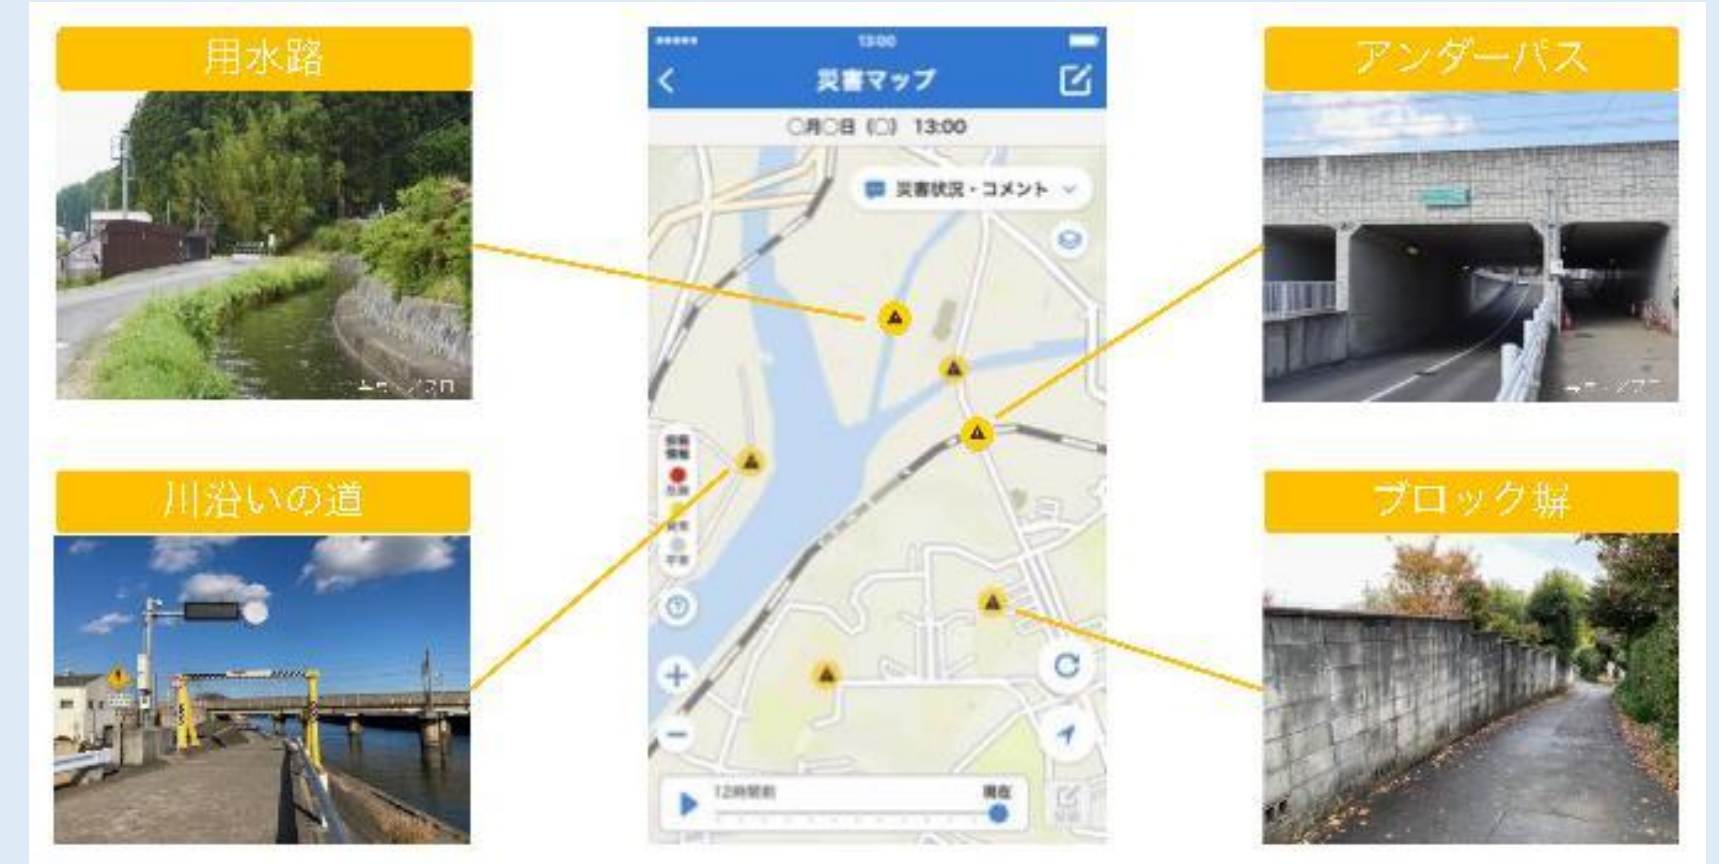 用水路
アンダーパス
13:00
災害マップ
○月○日 (○) 13:00
災害状況・コメント
川沿いの道
ブロック塀
12時間前
現在